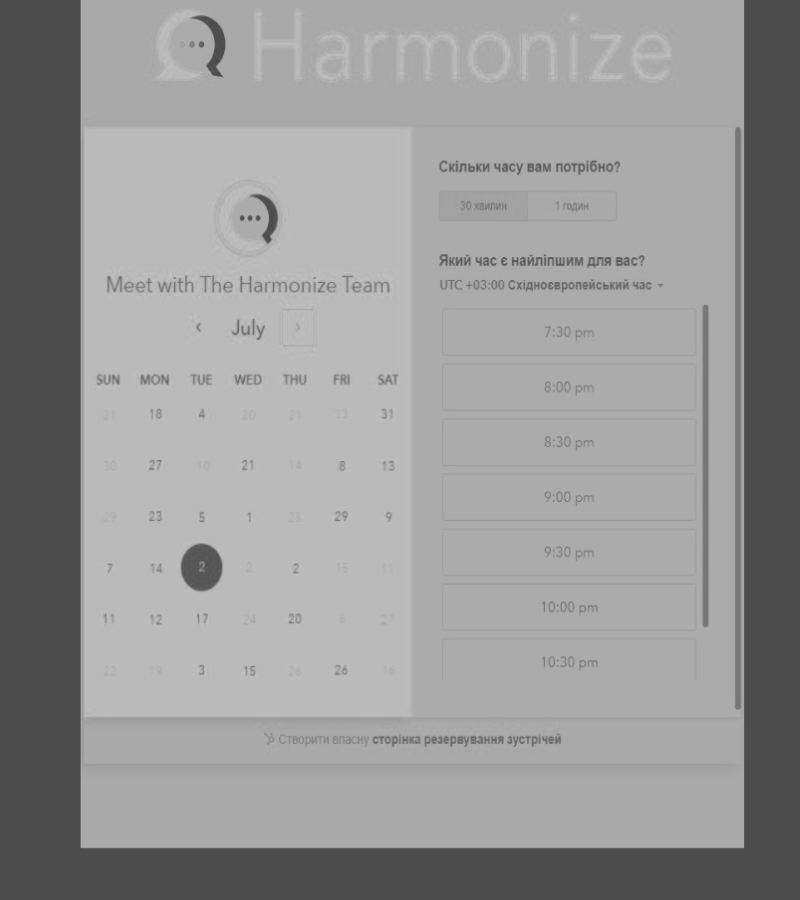 Harmonize
Meet with The Harmonize Team
July
SUN MON TUE WED THU FRI SAT
21 18 4 20 21 13 31
30 27 10 21 14 8 13
29 23 5 1 28 29 9
7 14 2 2 2 15 11
11 12 17 24 20 6 27
22 19 3 15 26 26 16
Скільки часу вам потрібно?
30 хвилин 1 годин
Який час є найліпшим для вас?
UTC +03:00 Східноєвропейський час
7:30 pm
8:00 pm
8:30 pm
9:00 pm
9:30 pm
10:00 pm
10:30 pm
Створити власну сторінка резервування зустрічей